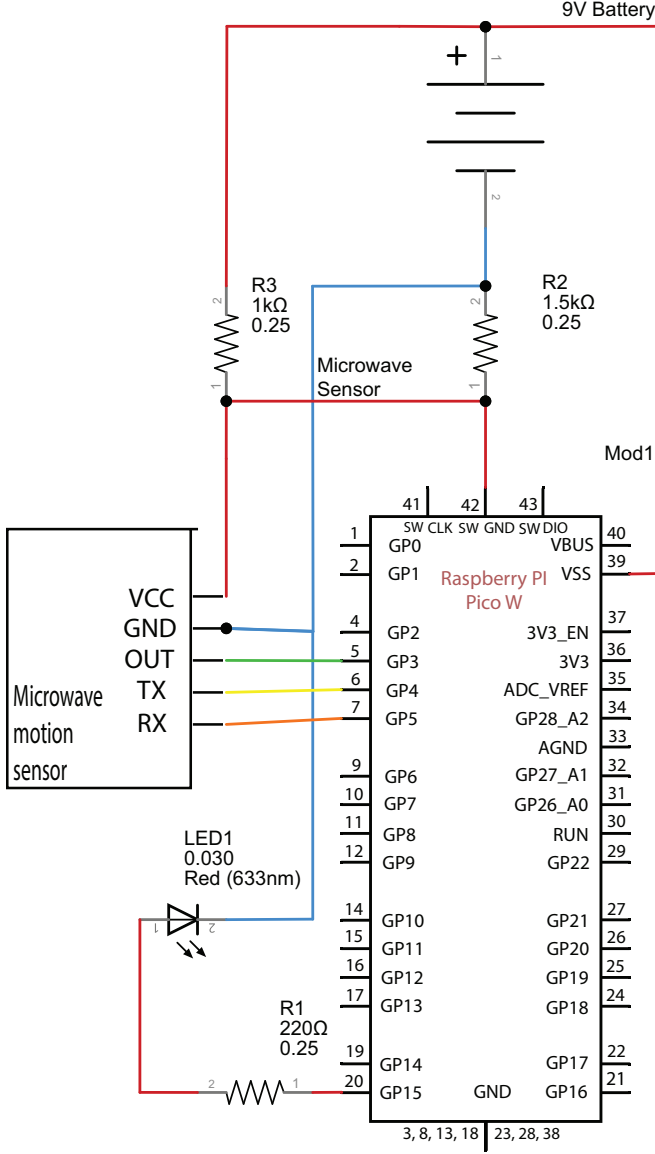 9V Battery
+
1
2
R3
1kΩ
0.25
2
1
R2
1.5kΩ
0.25
2
1
Microwave
Sensor
Mod1
41
42
43
SW CLK
SW GND
SW DIO
Raspberry PI
Pico W
1
GP0
2
GP1
4
GP2
5
GP3
6
GP4
7
GP5
9
GP6
10
GP7
11
GP8
12
GP9
14
GP10
15
GP11
16
GP12
17
GP13
19
GP14
20
GP15
40
VBUS
39
VSS
37
3V3_EN
36
3V3
35
ADC_VREF
34
GP28_A2
33
AGND
32
GP27_A1
31
GP26_A0
30
RUN
29
GP22
27
GP21
26
GP20
25
GP19
24
GP18
22
GP17
21
GP16
GND
3, 8, 13, 18
23, 28, 38
VCC
GND
OUT
TX
RX
Microwave
motion
sensor
LED1
0.030
Red (633nm)
1
2
R1
220Ω
0.25
2
1